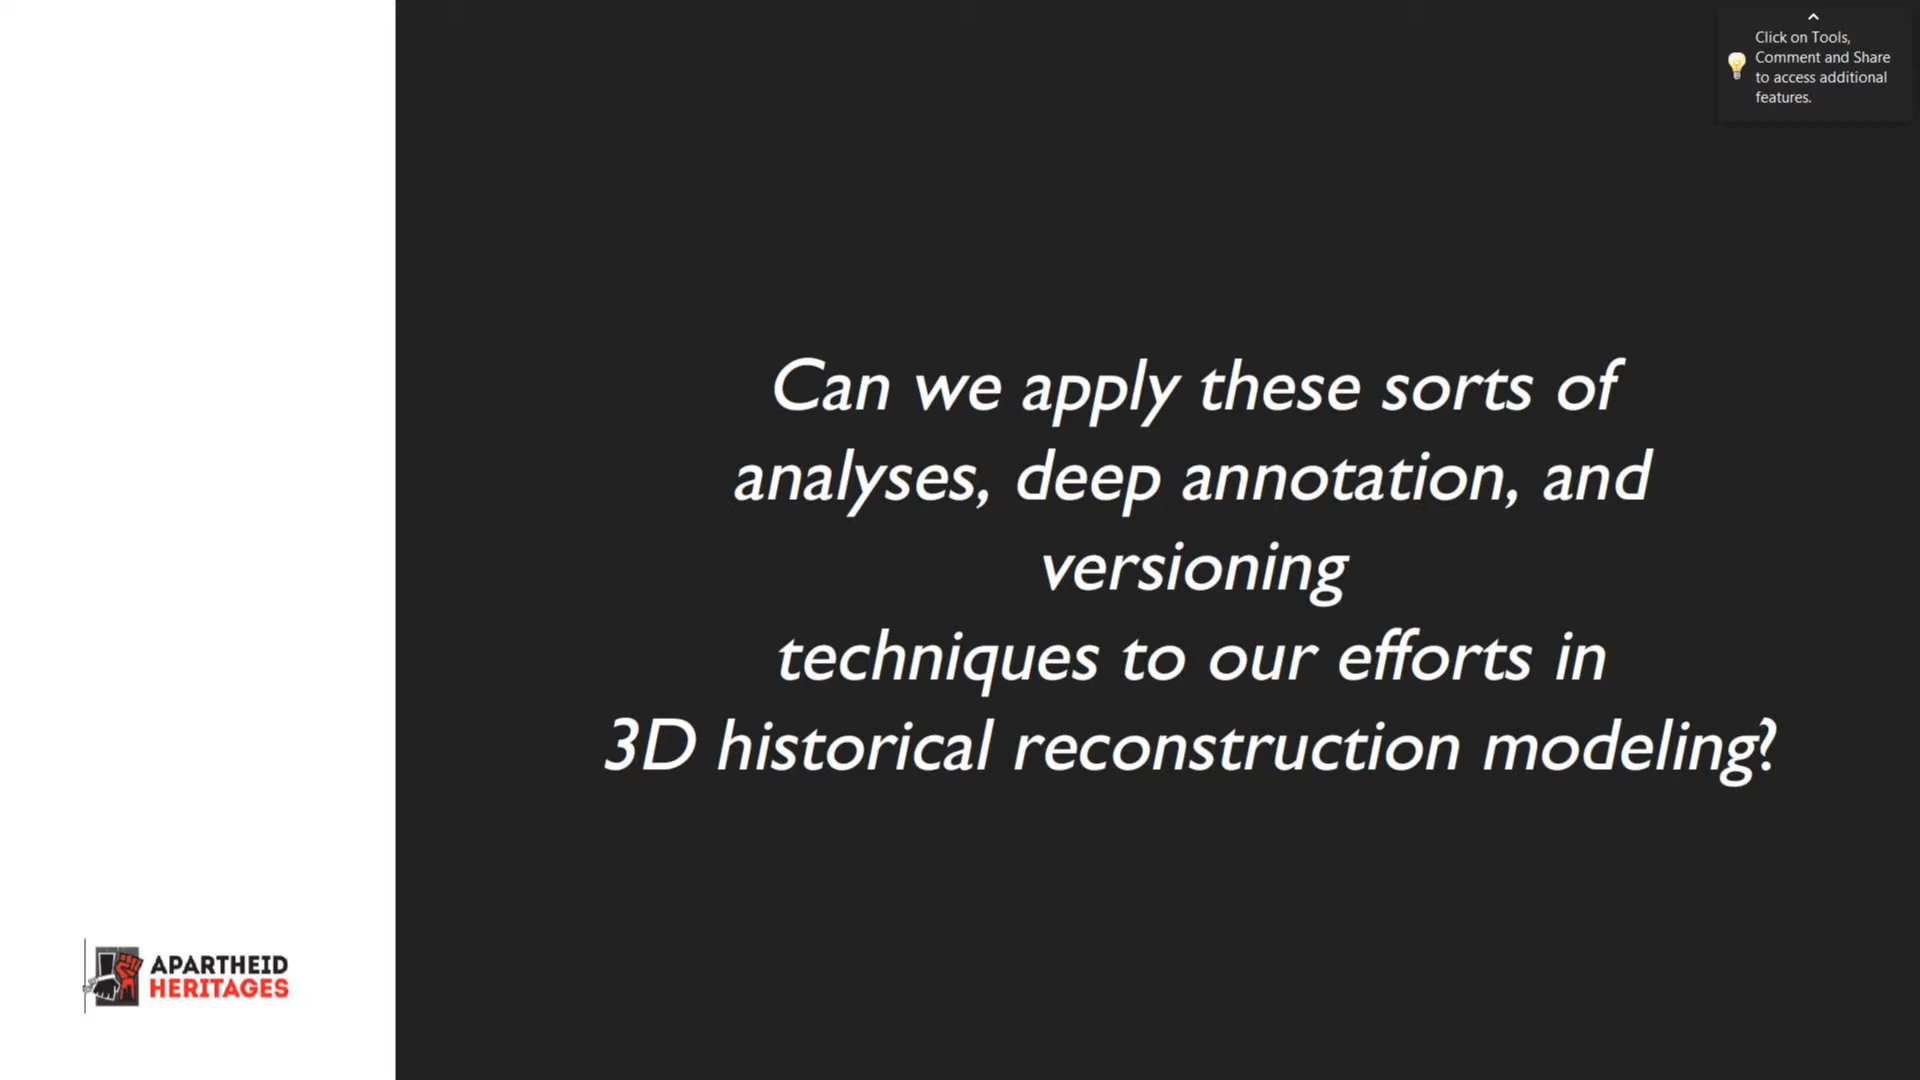 Click on Tools,
Comment and Share
to access additional
features.
Can we apply these sorts of
analyses, deep annotation, and
versioning
techniques to our efforts in
3D historical reconstruction modeling?
APARTHEID
HERITAGES